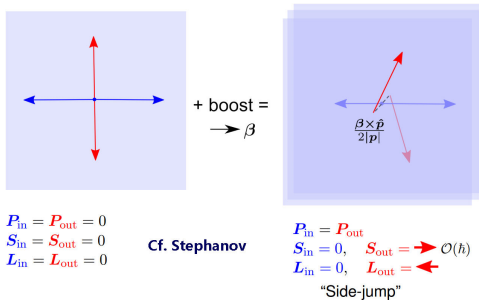 + boost =
→ β
β×p̂
2|p|
P_in = P_out = 0
S_in = S_out = 0
L_in = L_out = 0
Cf. Stephanov
P_in = P_out
S_in = 0, S_out = → O(ħ)
L_in = 0, L_out = ←
“Side-jump”